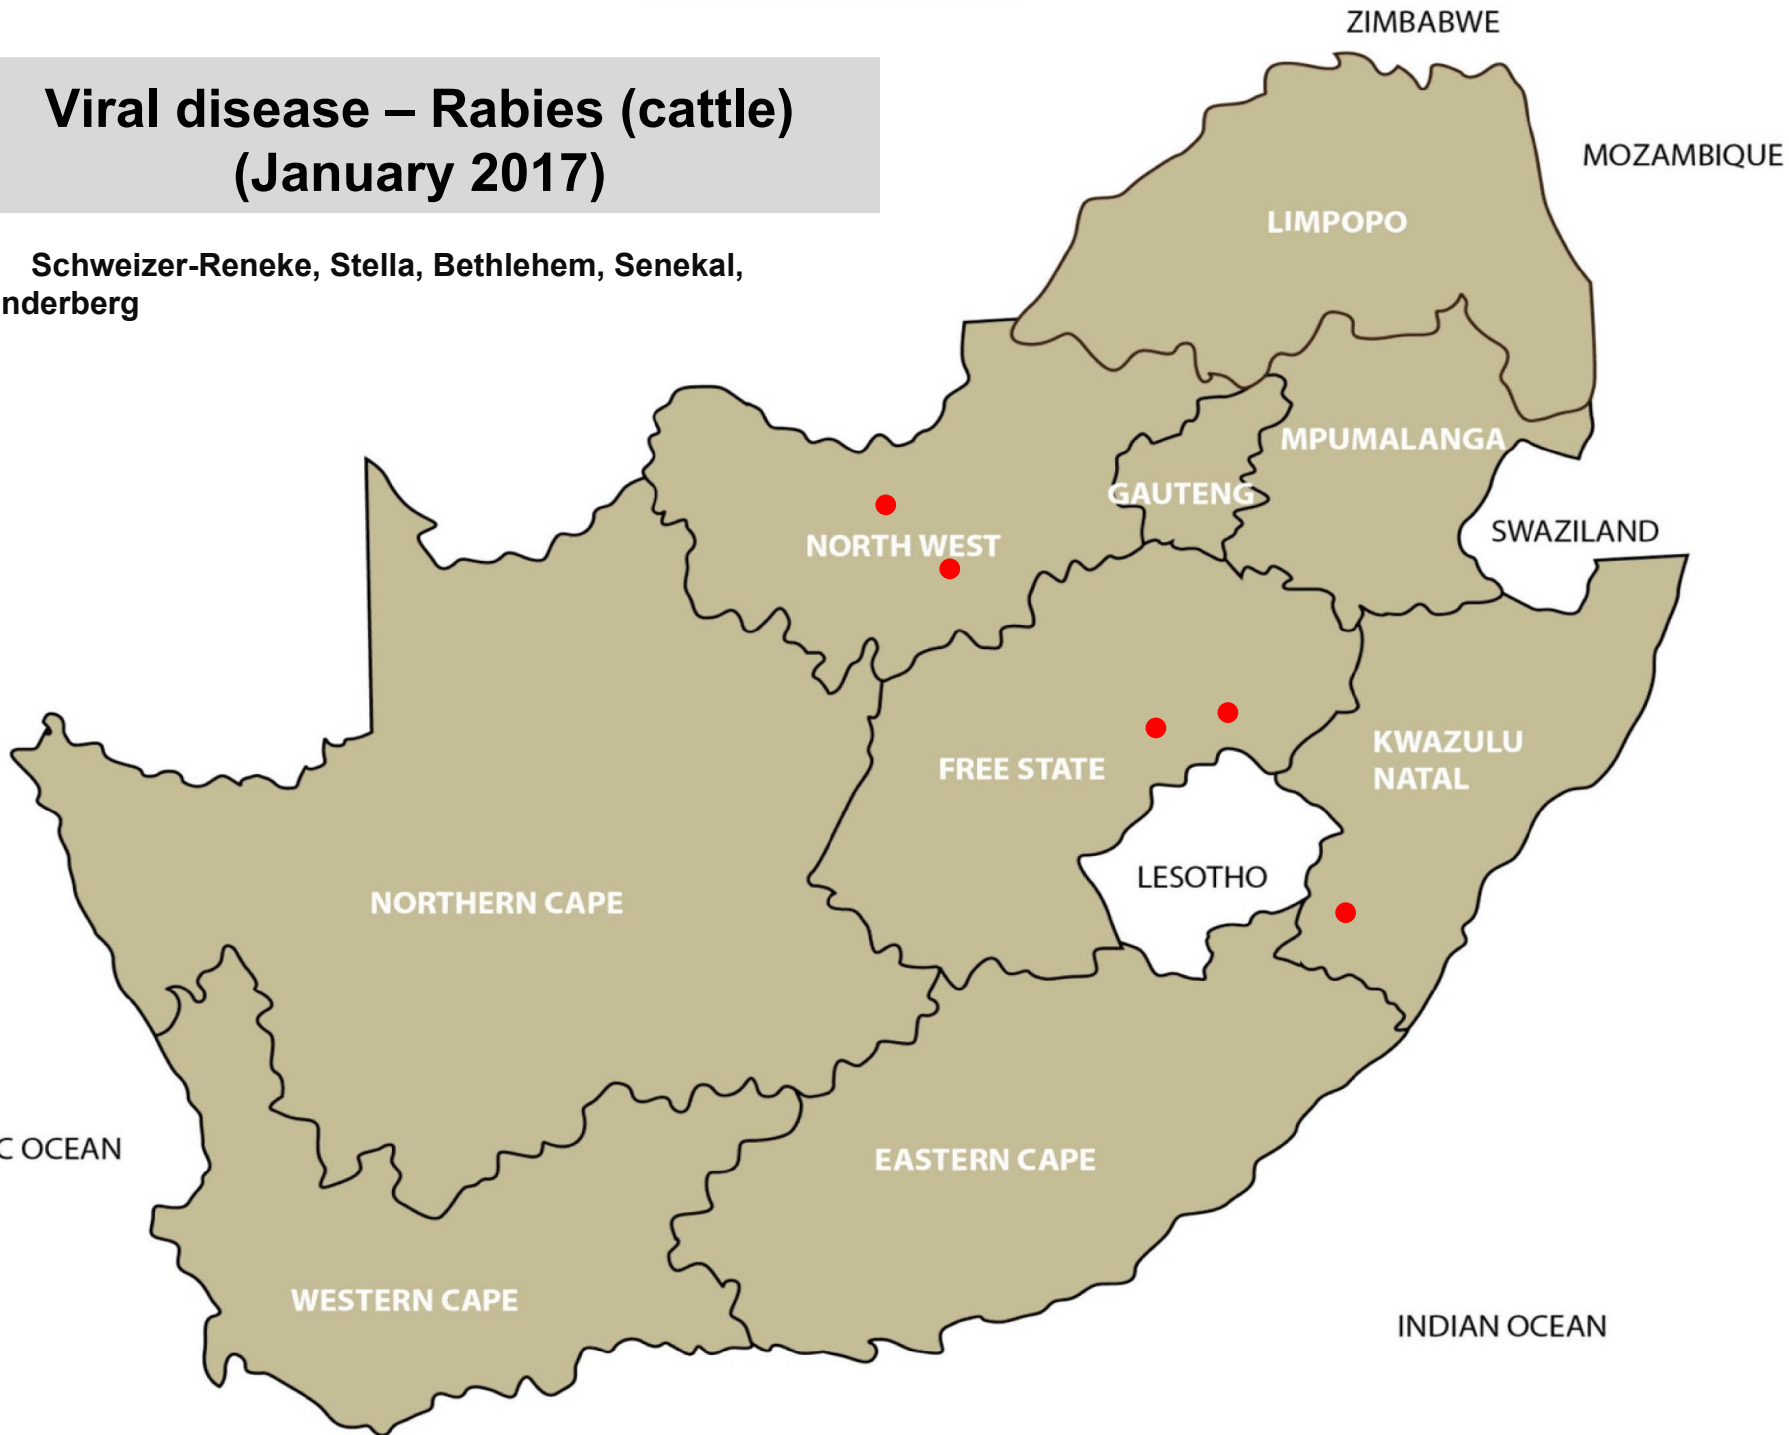 Viral disease – Rabies (cattle)
(January 2017)
Schweizer-Reneke, Stella, Bethlehem, Senekal,
nderberg
ZIMBABWE
MOZAMBIQUE
LIMPOPO
MPUMALANGA
GAUTENG
SWAZILAND
NORTH WEST
KWAZULU
NATAL
FREE STATE
LESOTHO
NORTHERN CAPE
C OCEAN
EASTERN CAPE
WESTERN CAPE
INDIAN OCEAN